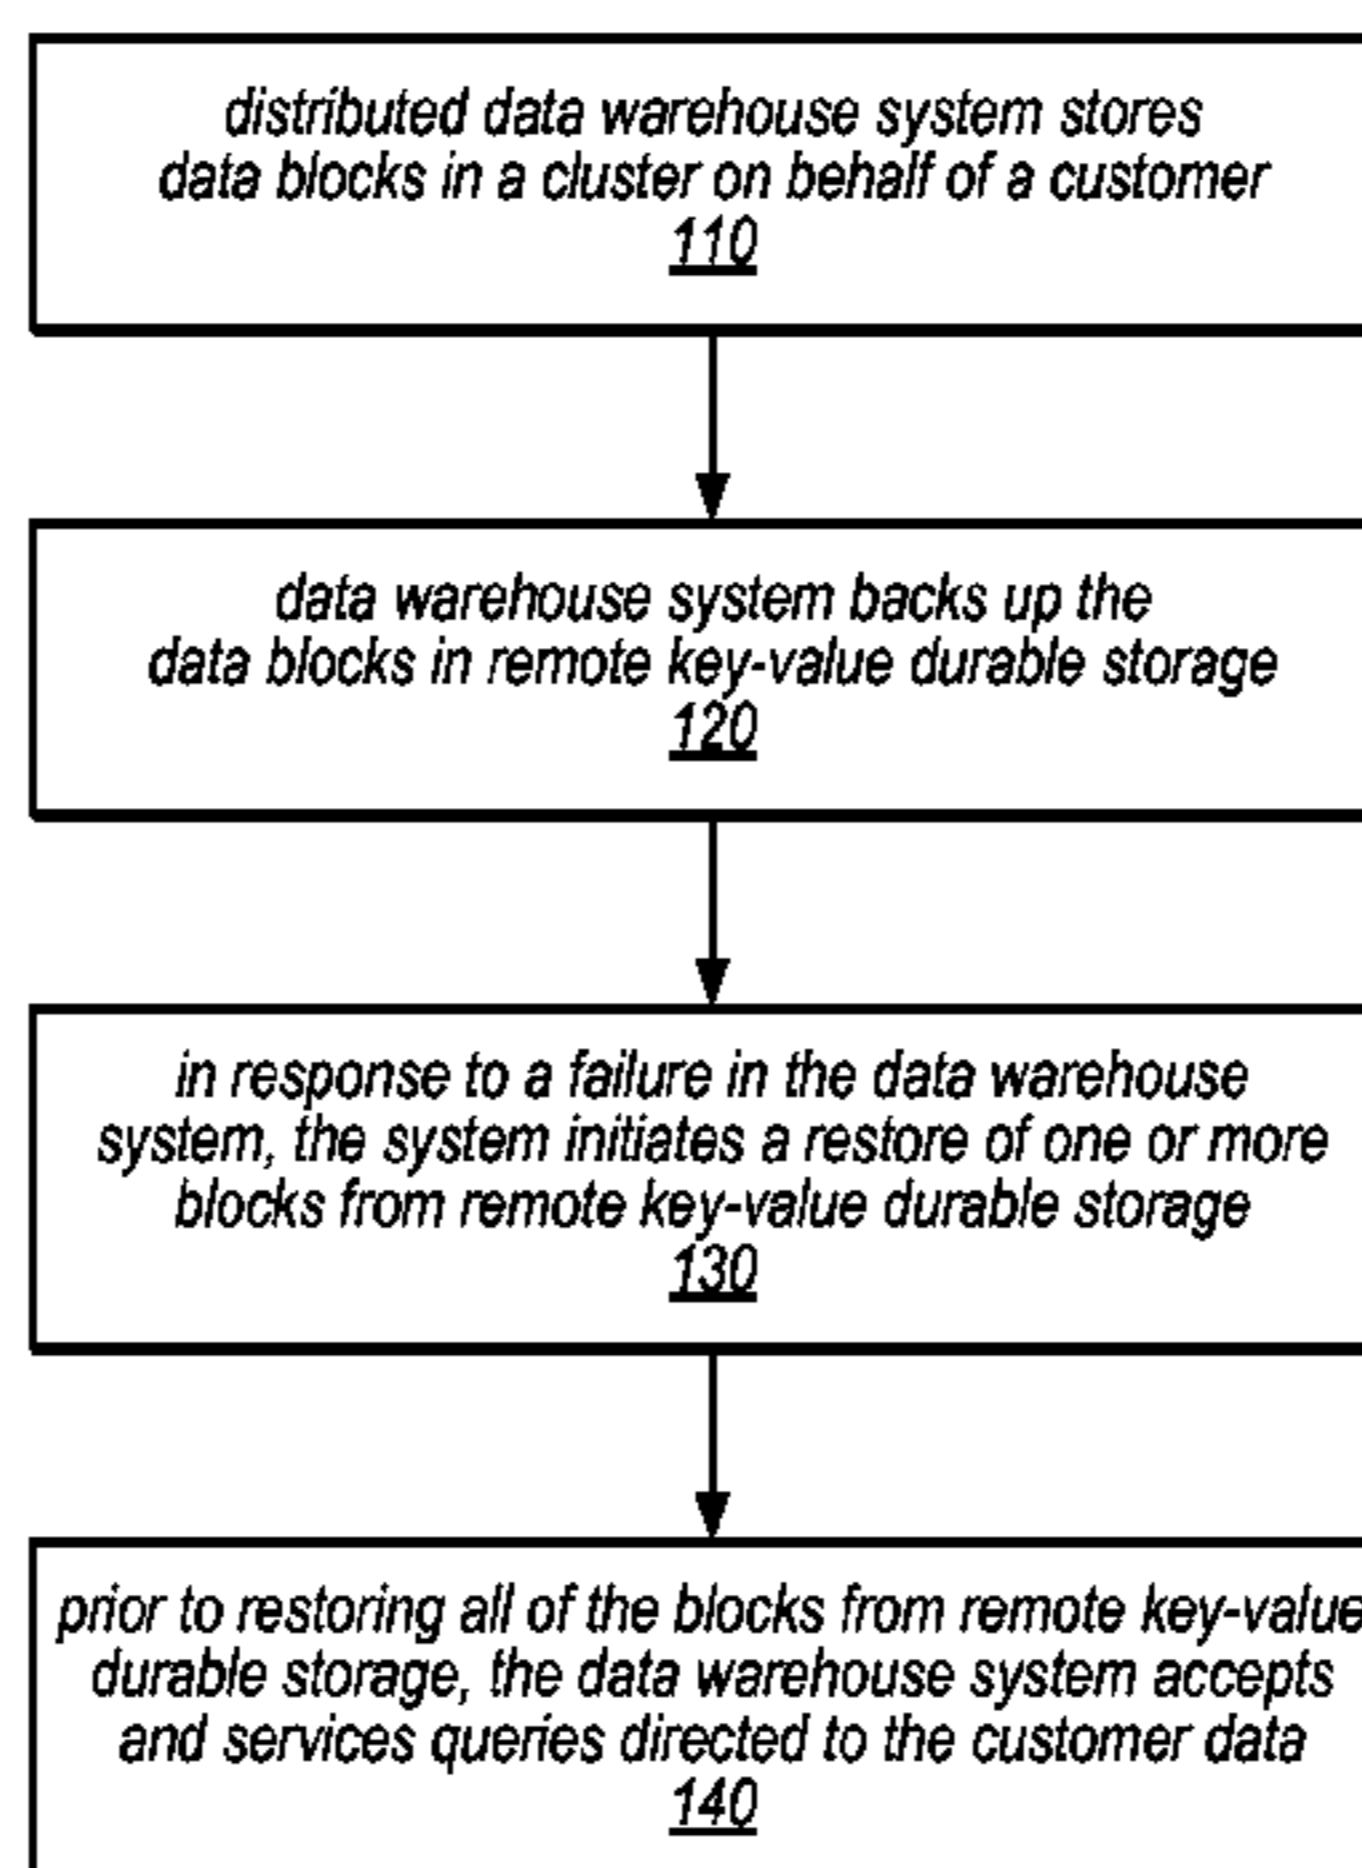 distributed data warehouse system stores
data blocks in a cluster on behalf of a customer
110
data warehouse system backs up the
data blocks in remote key-value durable storage
120
in response to a failure in the data warehouse
system, the system initiates a restore of one or more
blocks from remote key-value durable storage
130
prior to restoring all of the blocks from remote key-value
durable storage, the data warehouse system accepts
and services queries directed to the customer data
140